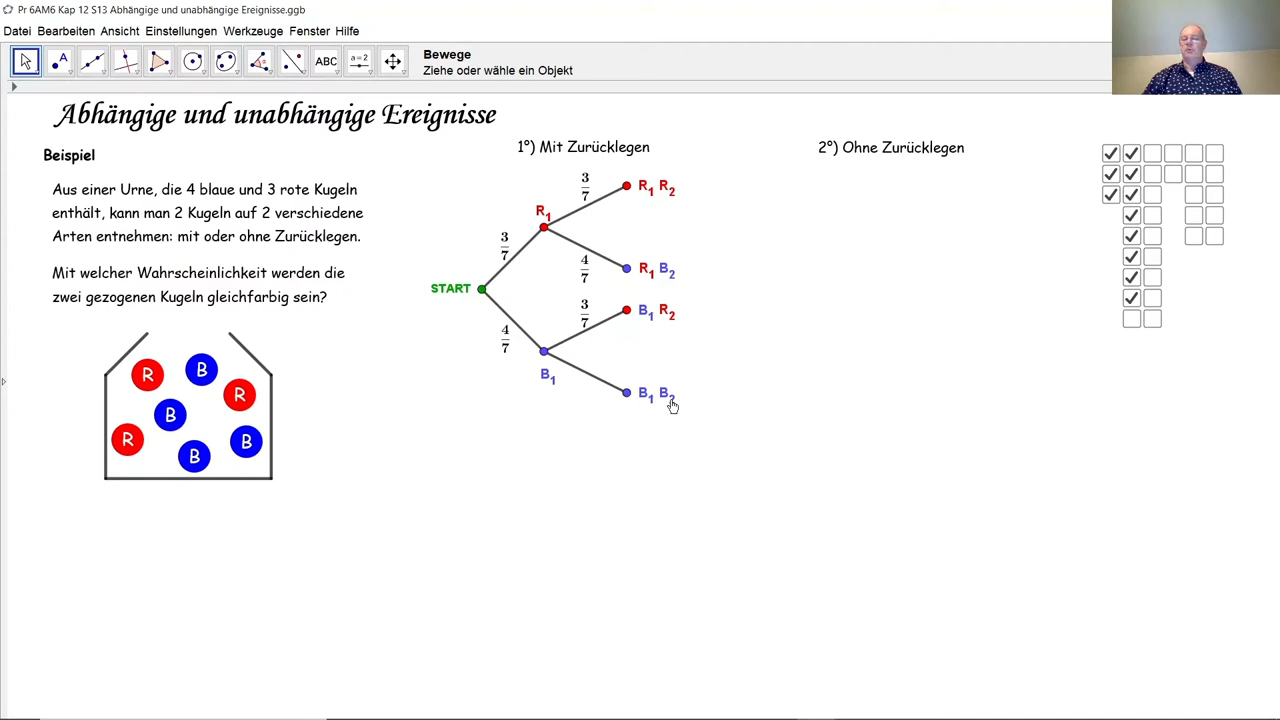 Pr 6AM6 Kap 12 S13 Abhängige und unabhängige Ereignisse.ggb
Datei Bearbeiten Ansicht Einstellungen Werkzeuge Fenster Hilfe
A
ABC
a=2
Bewege
Ziehe oder wähle ein Objekt
Abhängige und unabhängige Ereignisse
Beispiel
Aus einer Urne, die 4 blaue und 3 rote Kugeln
enthält, kann man 2 Kugeln auf 2 verschiedene
Arten entnehmen: mit oder ohne Zurücklegen.
Mit welcher Wahrscheinlichkeit werden die
zwei gezogenen Kugeln gleichfarbig sein?
R
B
R
B
R
B
B
1°) Mit Zurücklegen
START
3/7
R₁
3/7
R₁ R₂
4/7
R₁ B₂
4/7
B₁
3/7
B₁ R₂
B₁ B₂
2°) Ohne Zurücklegen